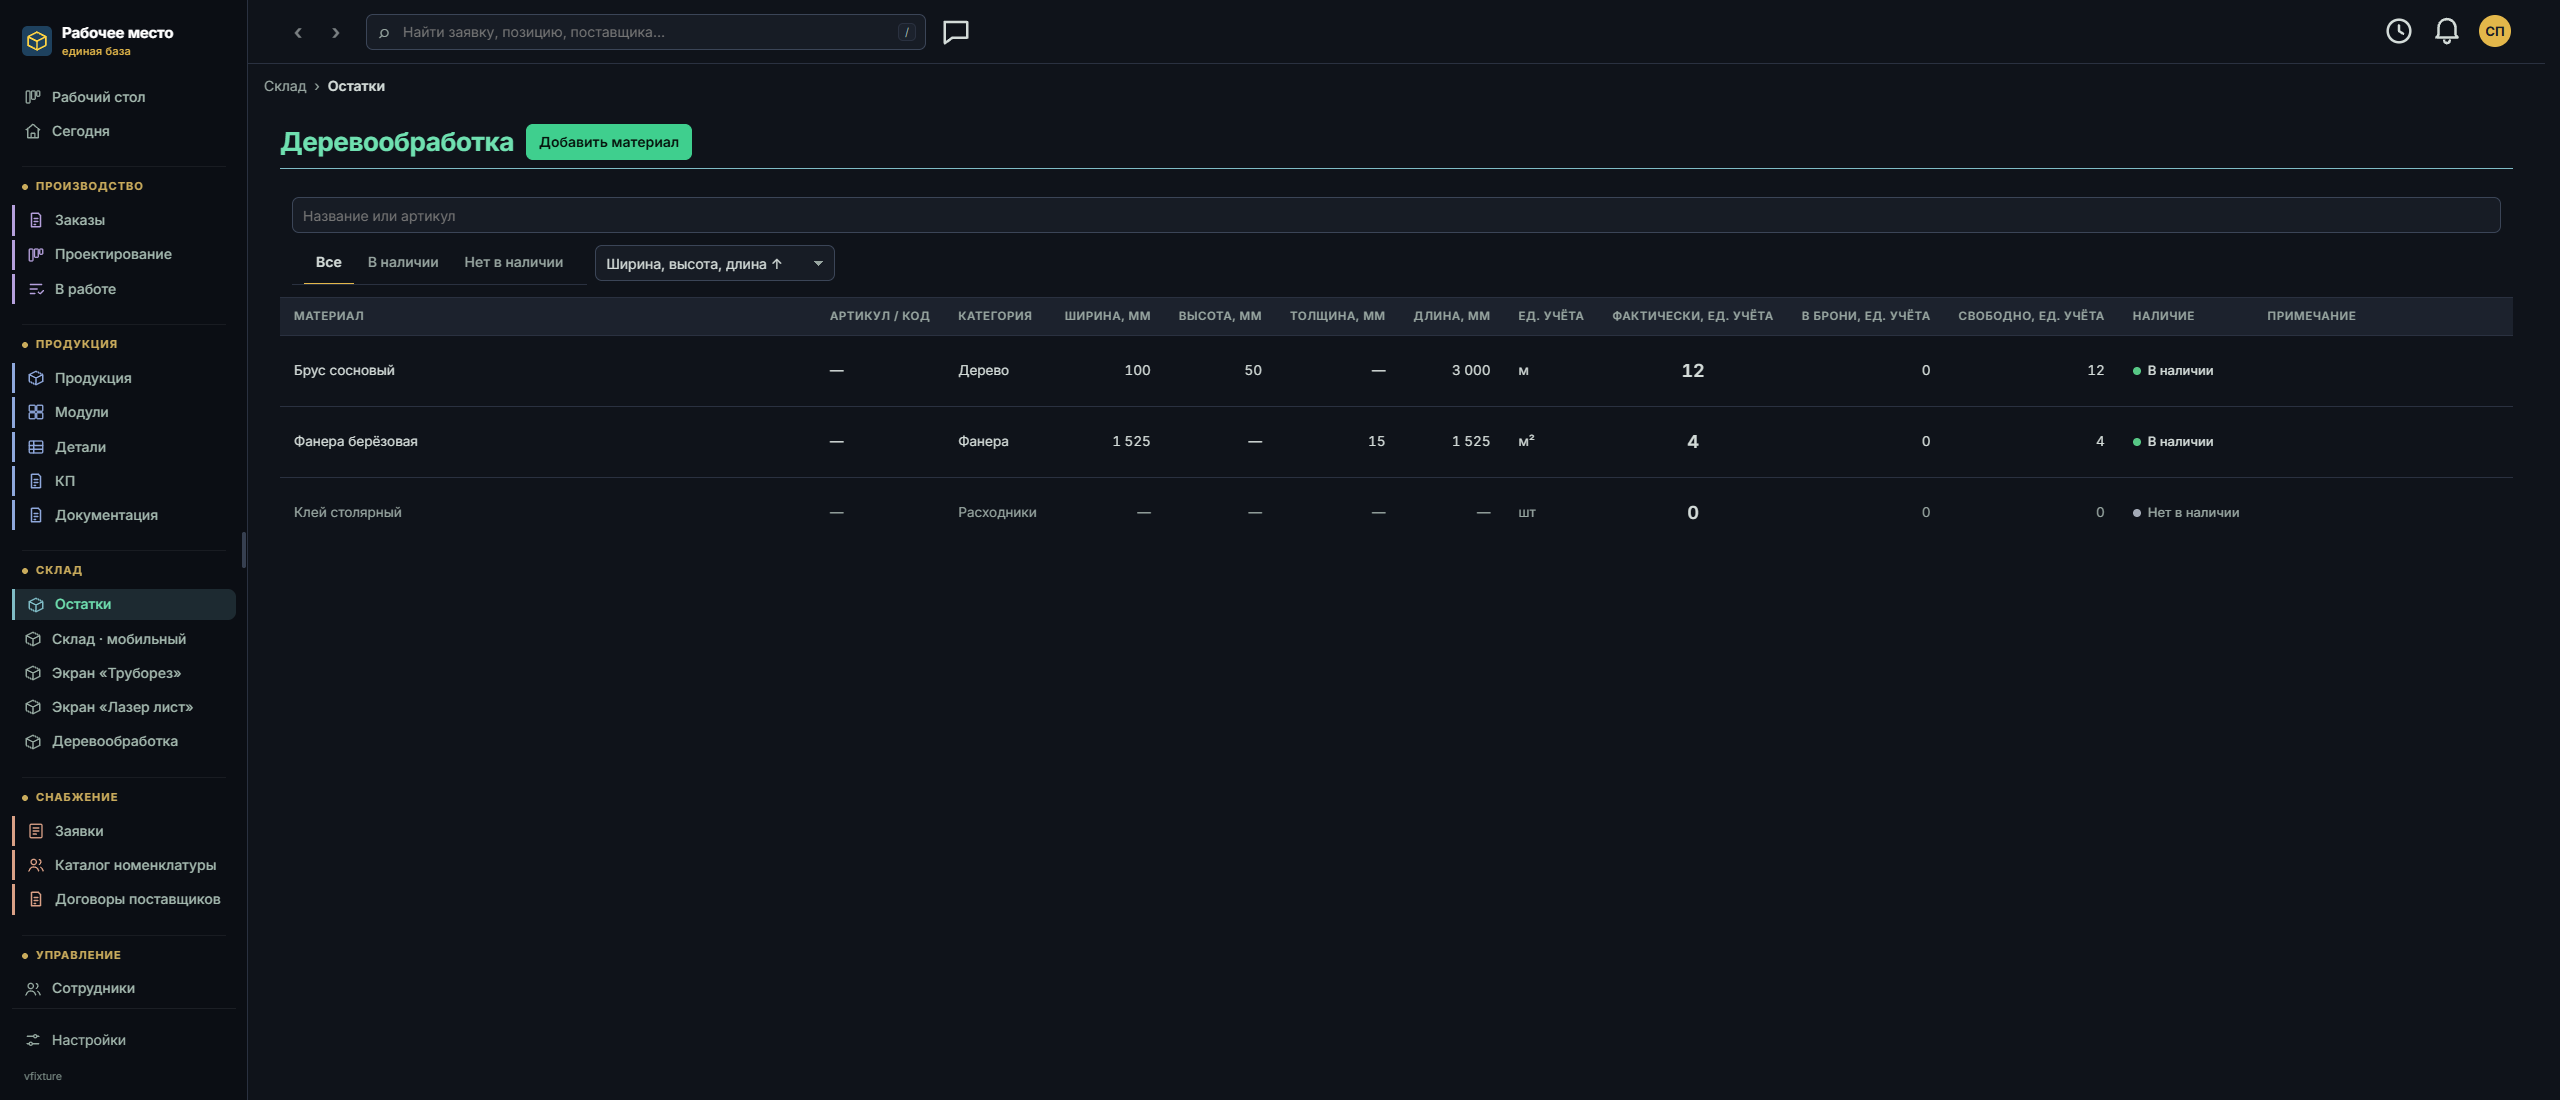 Рабочее место
единая база
Рабочий стол
Сегодня
ПРОИЗВОДСТВО
Заказы
Проектирование
В работе
ПРОДУКЦИЯ
Продукция
Модули
Детали
КП
Документация
СКЛАД
Остатки
Склад · мобильный
Экран «Труборез»
Экран «Лазер лист»
Деревообработка
СНАБЖЕНИЕ
Заявки
Каталог номенклатуры
Договоры поставщиков
УПРАВЛЕНИЕ
Сотрудники
Настройки
vfixture
‹ › Найти заявку, позицию, поставщика... / СП
Склад › Остатки
Деревообработка Добавить материал
Название или артикул
Все В наличии Нет в наличии Ширина, высота, длина ↑
МАТЕРИАЛ АРТИКУЛ / КОД КАТЕГОРИЯ ШИРИНА, ММ ВЫСОТА, ММ ТОЛЩИНА, ММ ДЛИНА, ММ ЕД. УЧЁТА ФАКТИЧЕСКИ, ЕД. УЧЁТА В БРОНИ, ЕД. УЧЁТА СВОБОДНО, ЕД. УЧЁТА НАЛИЧИЕ ПРИМЕЧАНИЕ
Брус сосновый — Дерево 100 50 — 3 000 м 12 0 12 В наличии
Фанера берёзовая — Фанера 1 525 — 15 1 525 м² 4 0 4 В наличии
Клей столярный — Расходники — — — — шт 0 0 0 Нет в наличии